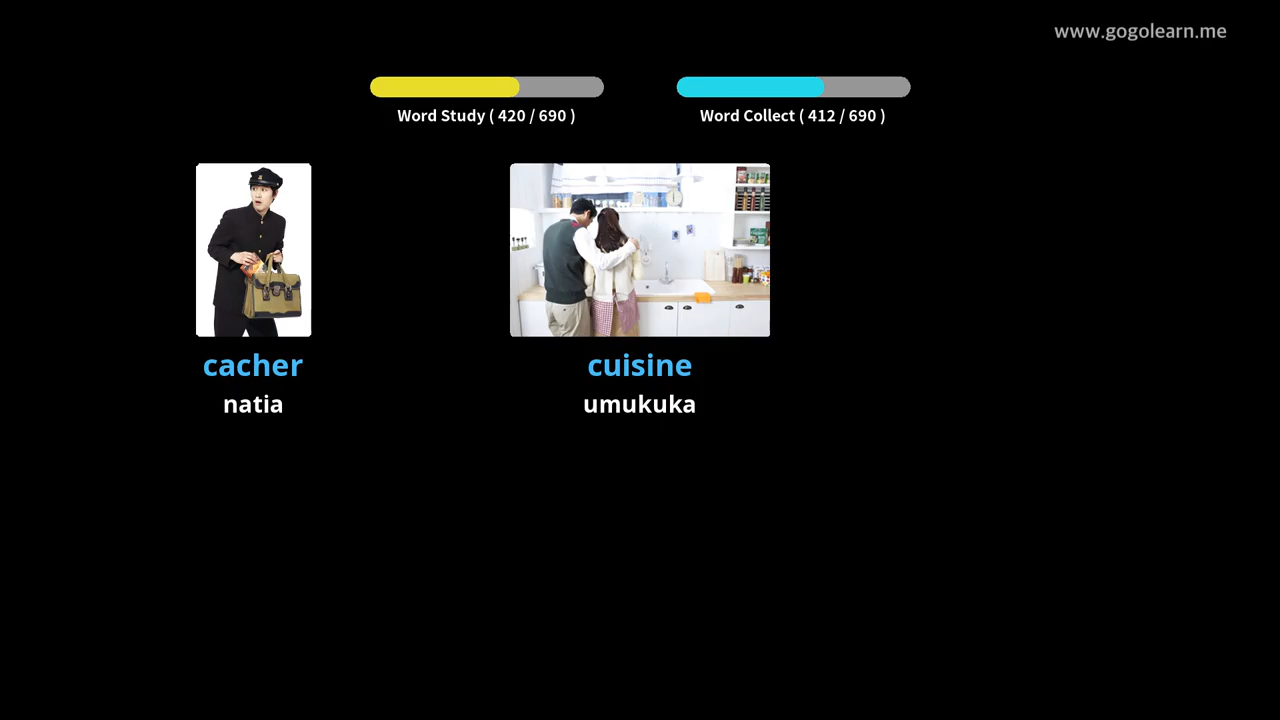 www.gogolearn.me
Word Study ( 420 / 690 )
Word Collect ( 412 / 690 )
cacher
natia
cuisine
umukuka